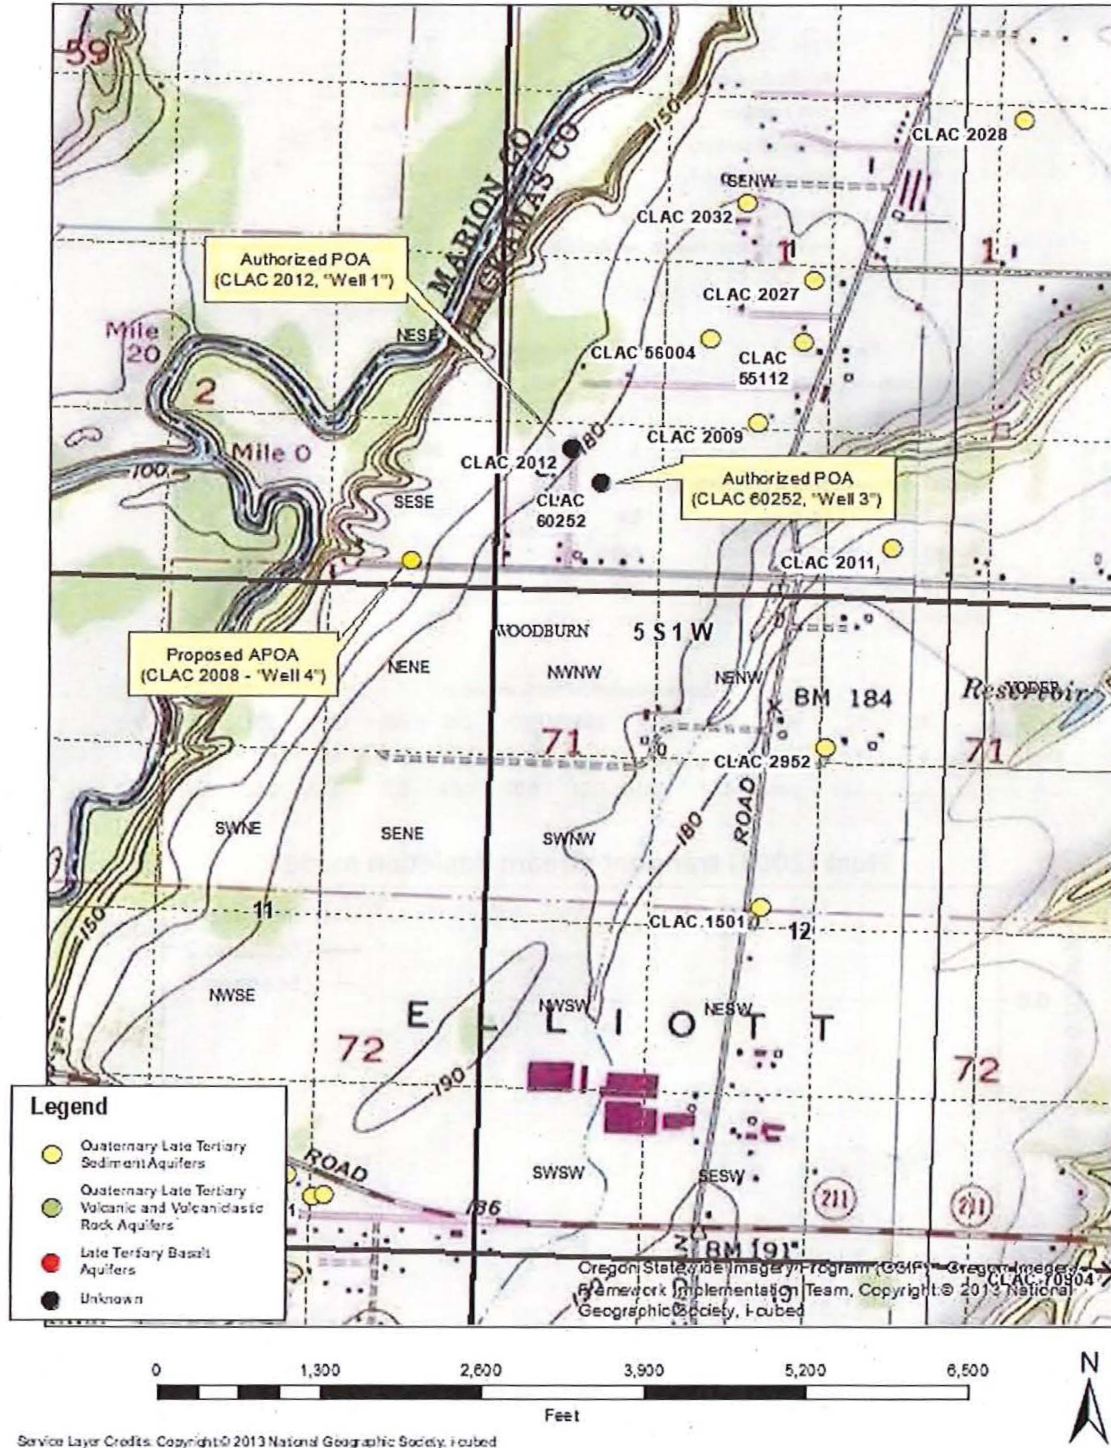 59
CO
150
CLAC 2028
SENW
CLAC 2032
MARION CO
CLACKAMAS CO
1
1
Authorized POA
(CLAC 2012, "Well 1")
CLAC 2027
NESE
Mile
20
CLAC 56004
CLAC
55112
2
CLAC 2009
180
Mile 0
CLAC 2012
100
Authorized POA
(CLAC 60252, "Well 3")
SESE
CLAC
60252
CLAC 2011
WOODBURN
5 S 1 W
Proposed APOA
(CLAC 2008 - "Well 4")
NENE
NWNW
NENW
BM 184
Reservoir
YODER
71
71
CLAC 2952
SWNE
SENE
SWNW
180
ROAD
150
11
CLAC 1501
12
NWSE
NWSW
NESW
E L L I O T T
72
72
190
Legend
Quaternary Late Tertiary
Sediment Aquifers
Quaternary Late Tertiary
Volcanic and Volcaniclastic
Rock Aquifers
Late Tertiary Basalt
Aquifers
Unknown
ROAD
SWSW
SESW
211
211
186
BM 191
Oregon Statewide Imagery Program (OSIP) - Oregon Imagery
Framework Implementation Team, Copyright:© 2013 National
Geographic Society, i-cubed
CLAC 70904
0 1,300 2,600 3,900 5,200 6,500
Feet
N
Service Layer Credits: Copyright:© 2013 National Geographic Society, i-cubed